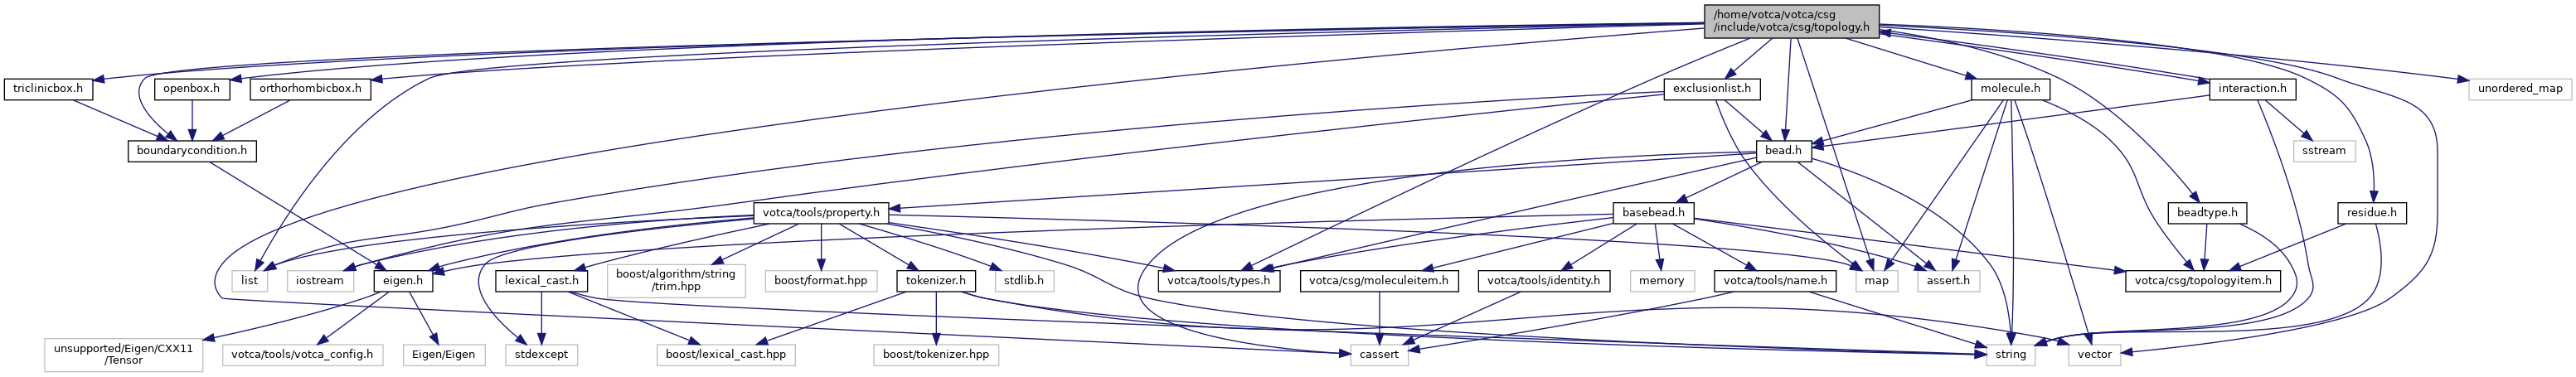 /home/votca/votca/csg
/include/votca/csg/topology.h
triclinicbox.h
openbox.h
orthorhombicbox.h
exclusionlist.h
molecule.h
interaction.h
unordered_map
boundarycondition.h
bead.h
sstream
votca/tools/property.h
basebead.h
beadtype.h
residue.h
list
iostream
eigen.h
lexical_cast.h
boost/algorithm/string
/trim.hpp
boost/format.hpp
tokenizer.h
stdlib.h
votca/tools/types.h
votca/csg/moleculeitem.h
votca/tools/identity.h
memory
votca/tools/name.h
map
assert.h
votca/csg/topologyitem.h
unsupported/Eigen/CXX11
/Tensor
votca/tools/votca_config.h
Eigen/Eigen
stdexcept
boost/lexical_cast.hpp
boost/tokenizer.hpp
cassert
string
vector